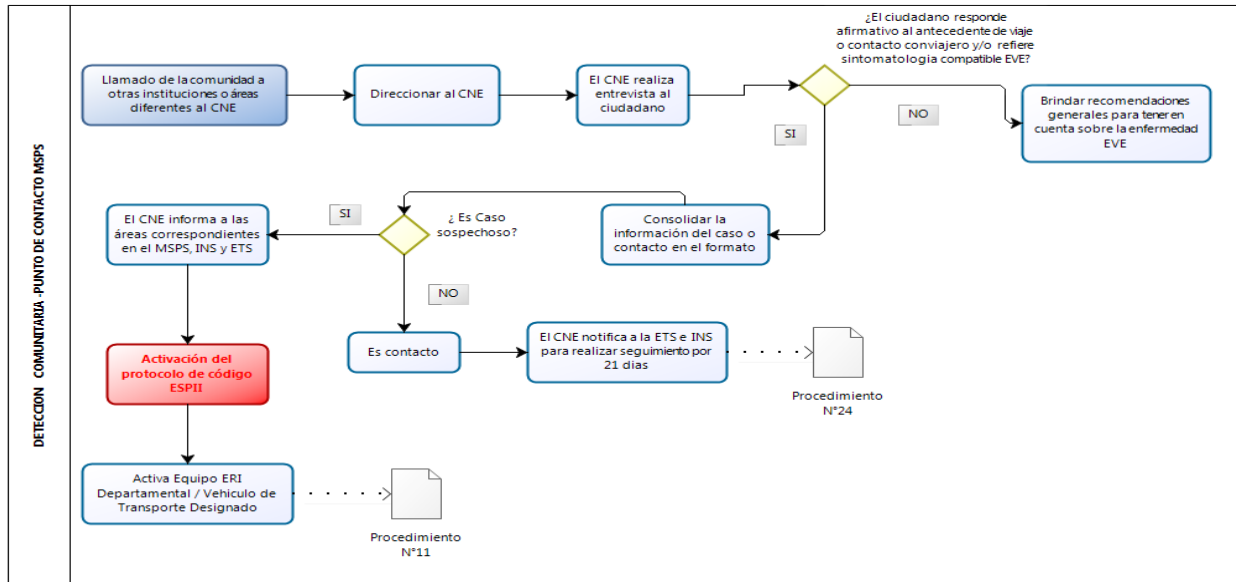 DETECCION COMUNITARIA -PUNTO DE CONTACTO MSPS
Llamado de la comunidad a
otras instituciones o áreas
diferentes al CNE
Direccionar al CNE
El CNE realiza
entrevista al
ciudadano
¿El ciudadano responde
afirmativo al antecedente de viaje
o contacto conviajero y/o refiere
sintomatologia compatible EVE?
NO
Brindar recomendaciones
generales para tener en
cuenta sobre la enfermedad
EVE
SI
Consolidar la
información del caso o
contacto en el formato
¿ Es Caso
sospechoso?
SI
El CNE informa a las
áreas correspondientes
en el MSPS, INS y ETS
NO
Es contacto
El CNE notifica a la ETS e INS
para realizar seguimiento por
21 dias
Procedimiento
N°24
Activación del
protocolo de código
ESPII
Activa Equipo ERI
Departamental / Vehiculo de
Transporte Designado
Procedimiento
N°11